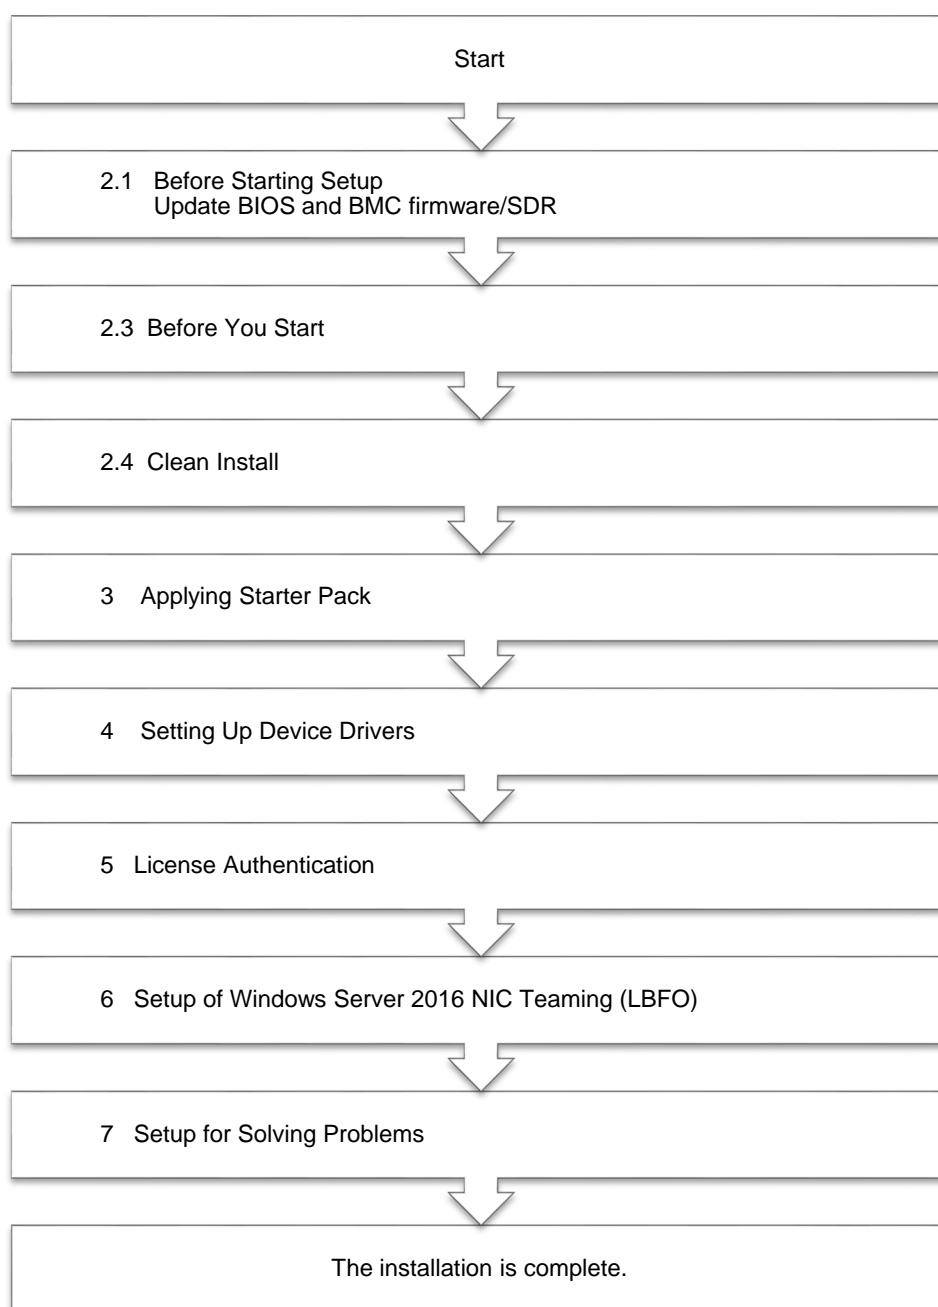 Start
2.1 Before Starting Setup
Update BIOS and BMC firmware/SDR
2.3 Before You Start
2.4 Clean Install
3 Applying Starter Pack
4 Setting Up Device Drivers
5 License Authentication
6 Setup of Windows Server 2016 NIC Teaming (LBFO)
7 Setup for Solving Problems
The installation is complete.